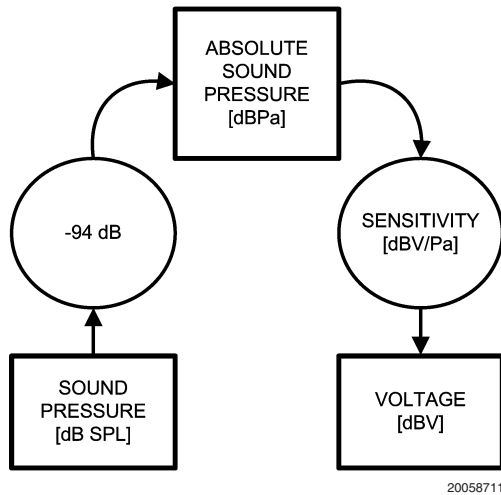 ABSOLUTE
SOUND
PRESSURE
[dBPa]
-94 dB
SENSITIVITY
[dBV/Pa]
SOUND
PRESSURE
[dB SPL]
VOLTAGE
[dBV]
20058711